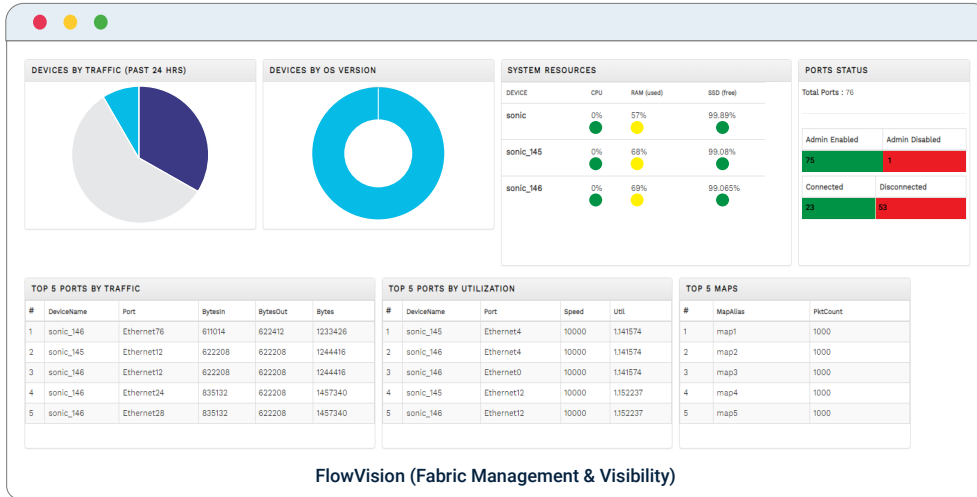 DEVICES BY TRAFFIC (PAST 24 HRS)
DEVICES BY OS VERSION
SYSTEM RESOURCES
DEVICE CPU RAM (used) SSD (free)
sonic 0% 57% 99.89%
sonic_145 0% 68% 99.08%
sonic_146 0% 69% 99.065%
PORTS STATUS
Total Ports : 76
Admin Enabled Admin Disabled
75 1
Connected Disconnected
23 53
TOP 5 PORTS BY TRAFFIC
# DeviceName Port BytesIn BytesOut Bytes
1 sonic_146 Ethernet76 611014 622412 1233426
2 sonic_145 Ethernet12 622208 622208 1244416
3 sonic_146 Ethernet12 622208 622208 1244416
4 sonic_146 Ethernet24 835132 622208 1457340
5 sonic_146 Ethernet28 835132 622208 1457340
TOP 5 PORTS BY UTILIZATION
# DeviceName Port Speed Util
1 sonic_145 Ethernet4 10000 1.141574
2 sonic_146 Ethernet4 10000 1.141574
3 sonic_146 Ethernet0 10000 1.141574
4 sonic_145 Ethernet12 10000 1.152237
5 sonic_146 Ethernet12 10000 1.152237
TOP 5 MAPS
# MapAlias PktCount
1 map1 1000
2 map2 1000
3 map3 1000
4 map4 1000
5 map5 1000
FlowVision (Fabric Management & Visibility)